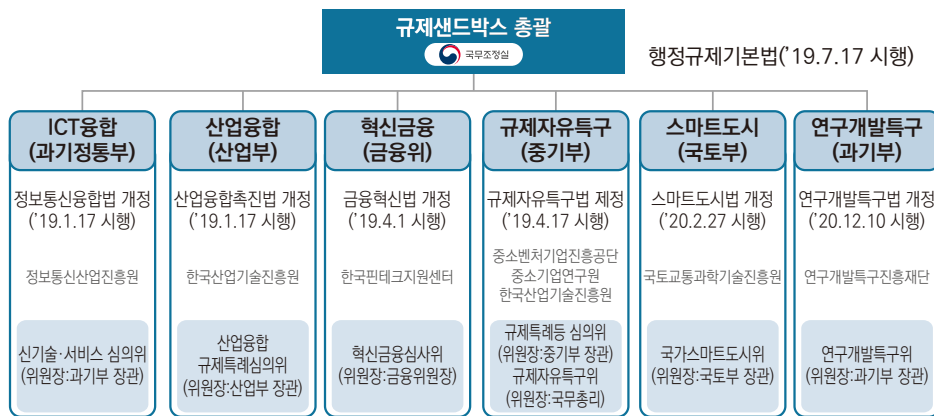 규제샌드박스 총괄
국무조정실
행정규제기본법(’19.7.17 시행)
ICT융합
(과기정통부)
정보통신융합법 개정
(’19.1.17 시행)
정보통신산업진흥원
신기술·서비스 심의위
(위원장:과기부 장관)
산업융합
(산업부)
산업융합촉진법 개정
(’19.1.17 시행)
한국산업기술진흥원
산업융합
규제특례심의위
(위원장:산업부 장관)
혁신금융
(금융위)
금융혁신법 개정
(’19.4.1 시행)
한국핀테크지원센터
혁신금융심사위
(위원장:금융위원장)
규제자유특구
(중기부)
규제자유특구법 제정
(’19.4.17 시행)
중소벤처기업진흥공단
중소기업연구원
한국산업기술진흥원
규제특례등 심의위
(위원장:중기부 장관)
규제자유특구위
(위원장:국무총리)
스마트도시
(국토부)
스마트도시법 개정
(’20.2.27 시행)
국토교통과학기술진흥원
국가스마트도시위
(위원장:국토부 장관)
연구개발특구
(과기부)
연구개발특구법 개정
(’20.12.10 시행)
연구개발특구진흥재단
연구개발특구위
(위원장:과기부 장관)